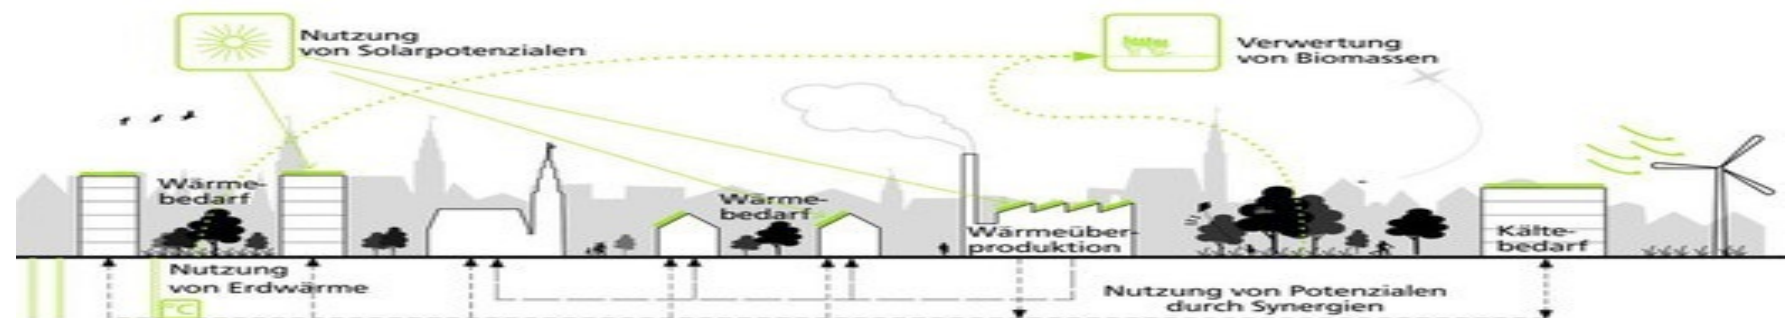 Nutzung
von Solarpotenzialen
Verwertung
von Biomassen
Wärme-
bedarf
Wärme-
bedarf
Wärmeüber-
produktion
Kälte-
bedarf
Nutzung
von Erdwärme
°C
Nutzung von Potenzialen
durch Synergien